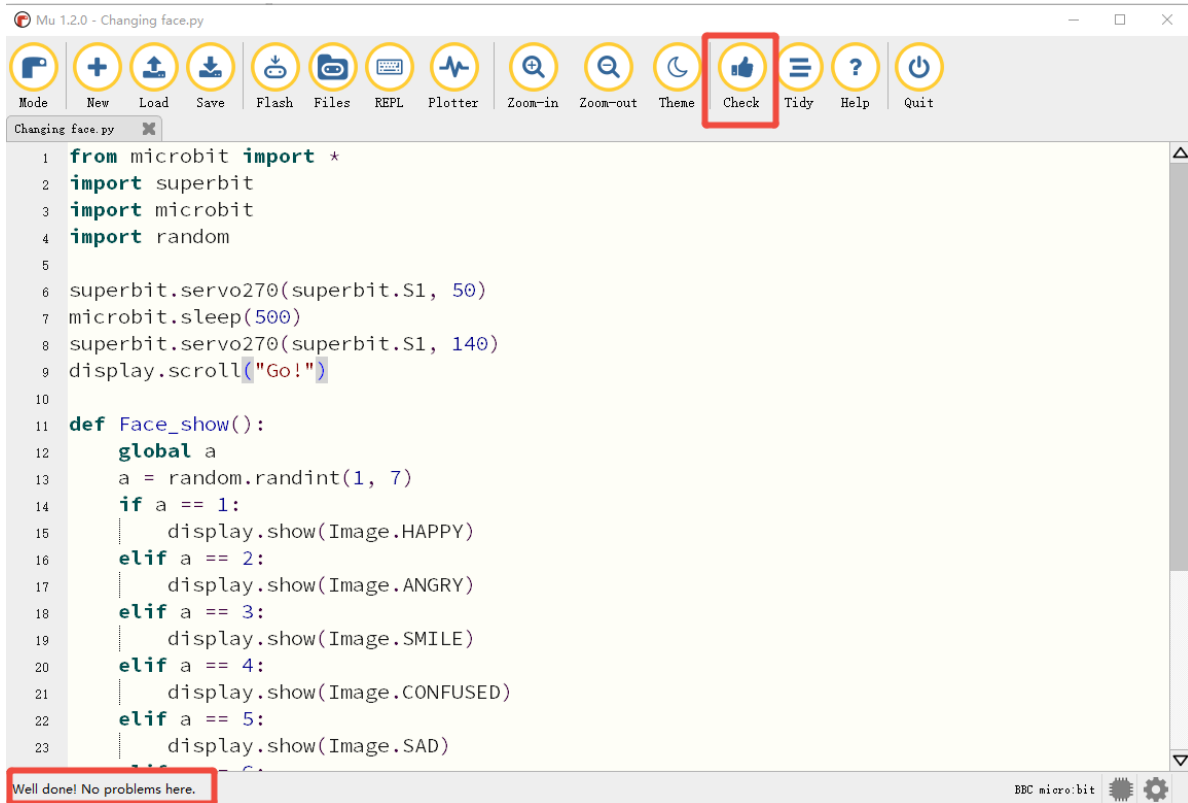 Mu 1.2.0 - Changing face.py
Mode New Load Save Flash Files REPL Plotter Zoom-in Zoom-out Theme Check Tidy Help Quit
Changing face.py
1 from microbit import *
2 import superbit
3 import microbit
4 import random
5
6 superbit.servo270(superbit.S1, 50)
7 microbit.sleep(500)
8 superbit.servo270(superbit.S1, 140)
9 display.scroll("Go!")
10
11 def Face_show():
12     global a
13     a = random.randint(1, 7)
14     if a == 1:
15         display.show(Image.HAPPY)
16     elif a == 2:
17         display.show(Image.ANGRY)
18     elif a == 3:
19         display.show(Image.SMILE)
20     elif a == 4:
21         display.show(Image.CONFUSED)
22     elif a == 5:
23         display.show(Image.SAD)
Well done! No problems here.
BBC micro:bit